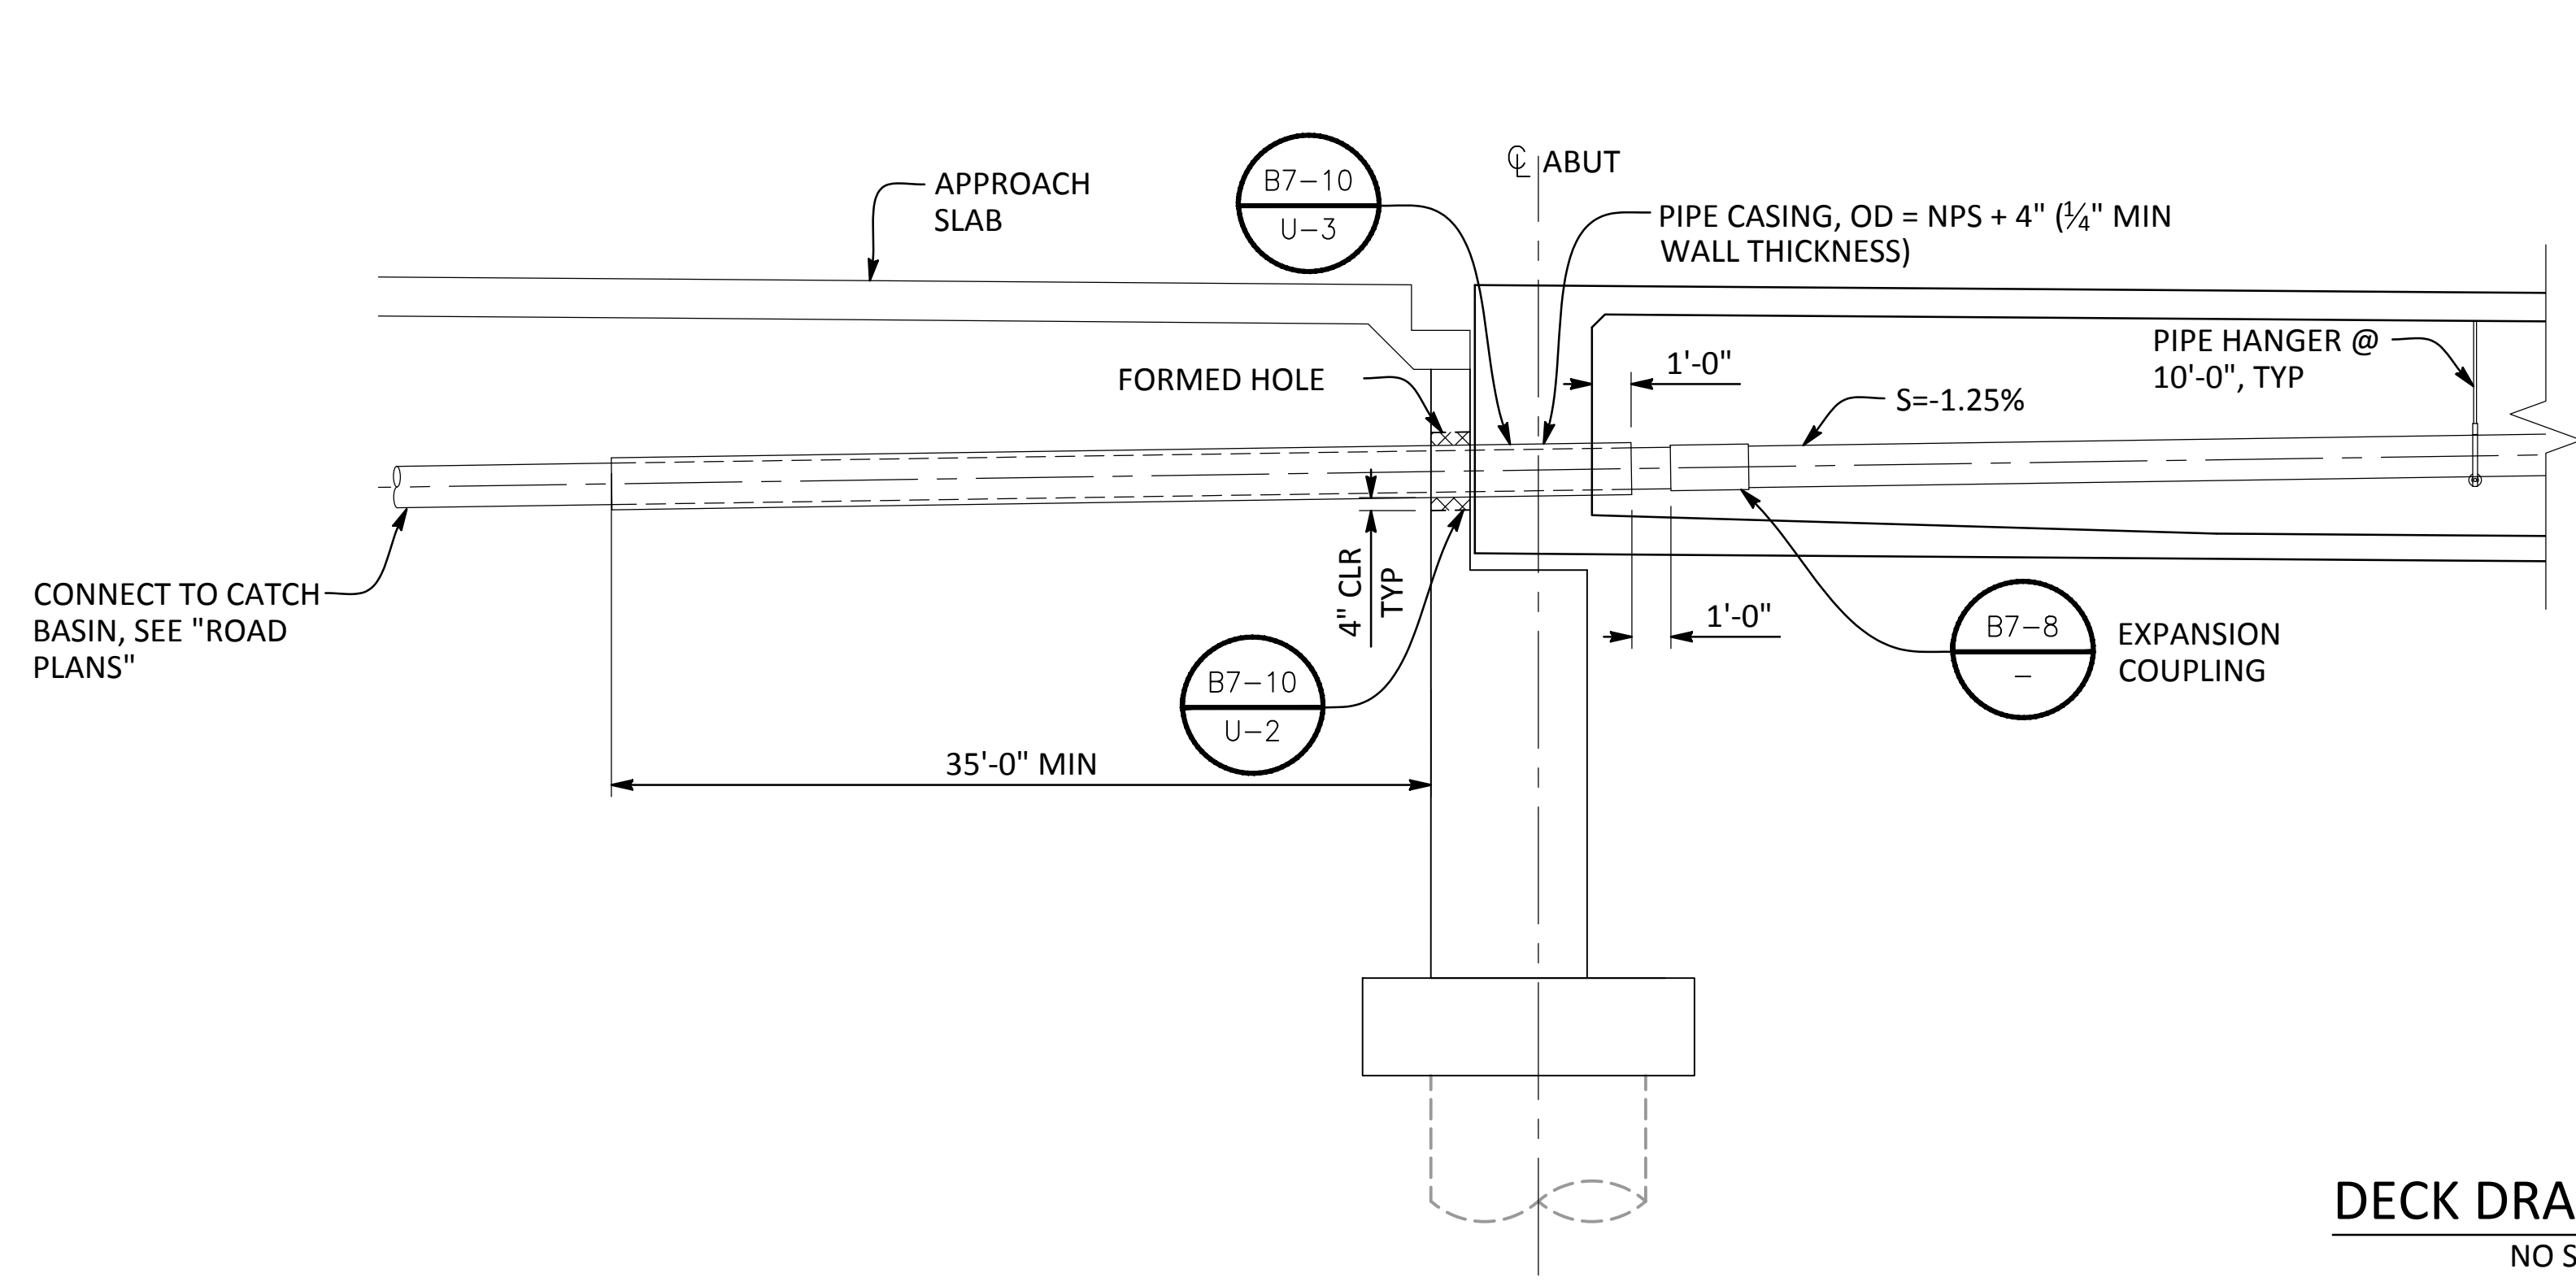 B7-10
U-3
℄ ABUT
APPROACH
SLAB
PIPE CASING, OD = NPS + 4" (¼" MIN
WALL THICKNESS)
FORMED HOLE
1'-0"
PIPE HANGER @
10'-0", TYP
S=-1.25%
CONNECT TO CATCH
BASIN, SEE "ROAD
PLANS"
4" CLR
TYP
1'-0"
B7-8
-
EXPANSION
COUPLING
B7-10
U-2
35'-0" MIN
DECK DRA
NO S